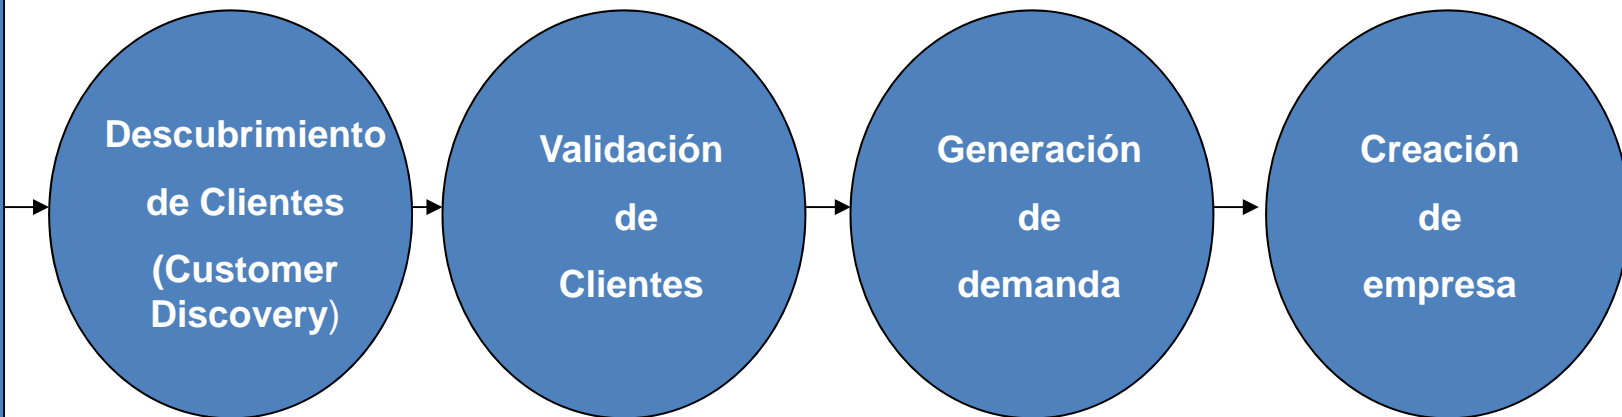 Descubrimiento
de Clientes
(Customer
Discovery)
Validación
de
Clientes
Generación
de
demanda
Creación
de
empresa